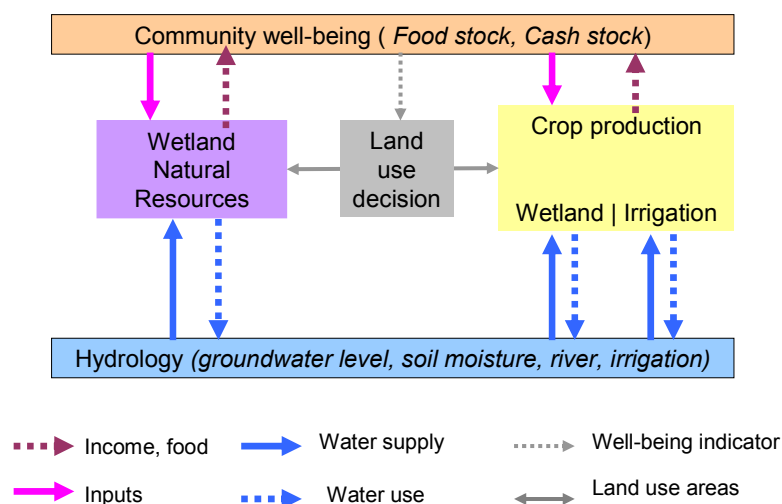 Community well-being ( Food stock, Cash stock)
Wetland
Natural
Resources
Land
use
decision
Crop production
Wetland | Irrigation
Hydrology (groundwater level, soil moisture, river, irrigation)
Income, food
Water supply
Well-being indicator
Inputs
Water use
Land use areas